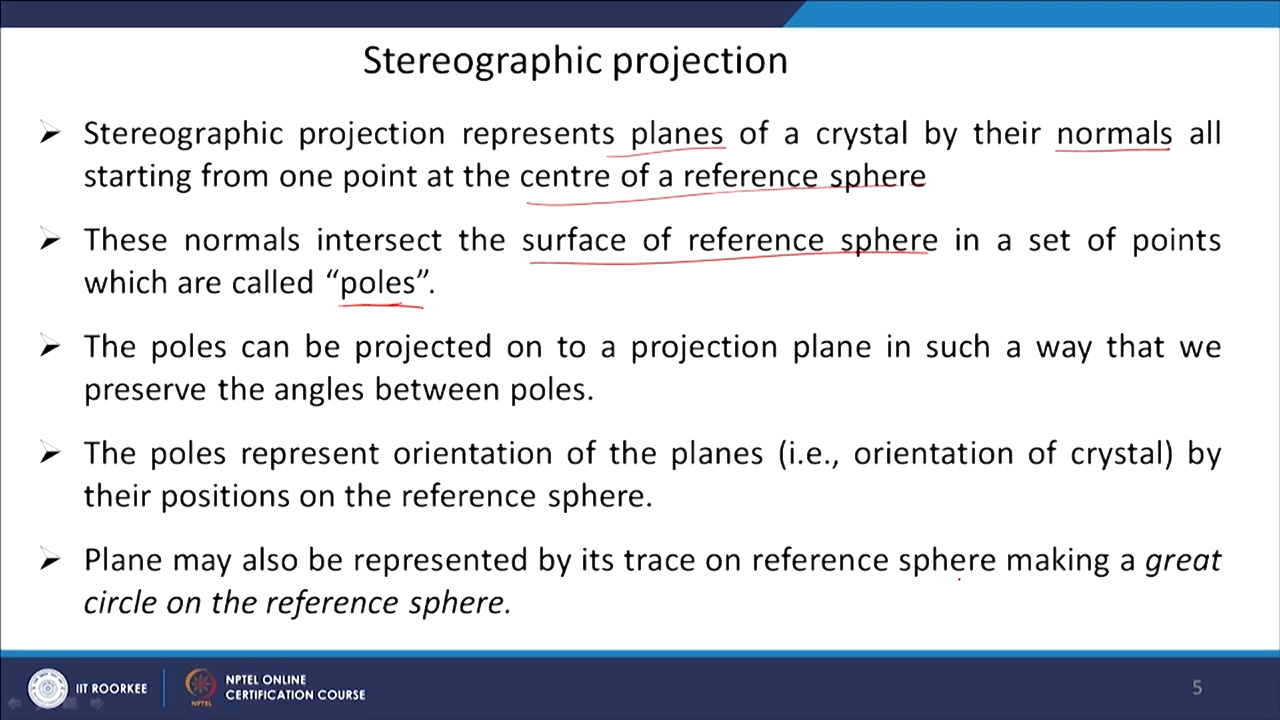 Stereographic projection
➢ Stereographic projection represents planes of a crystal by their normals all
starting from one point at the centre of a reference sphere
➢ These normals intersect the surface of reference sphere in a set of points
which are called “poles”.
➢ The poles can be projected on to a projection plane in such a way that we
preserve the angles between poles.
➢ The poles represent orientation of the planes (i.e., orientation of crystal) by
their positions on the reference sphere.
➢ Plane may also be represented by its trace on reference sphere making a great
circle on the reference sphere.
IIT ROORKEE
NPTEL
NPTEL ONLINE
CERTIFICATION COURSE
5